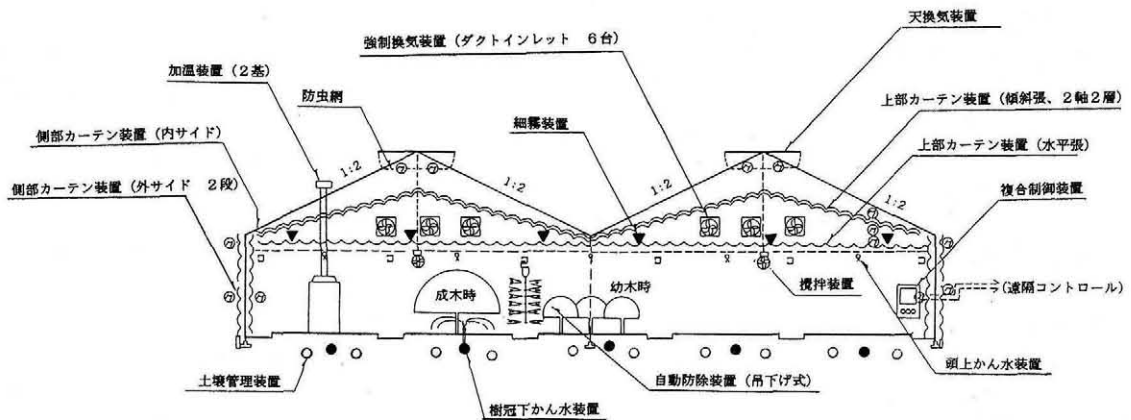 天換気装置
強制換気装置(ダクトインレット 6台)
加温装置(2基)
防虫網
上部カーテン装置(傾斜張、2軸2層)
側部カーテン装置(内サイド)
細霧装置
上部カーテン装置(水平張)
側部カーテン装置(外サイド 2段)
複合制御装置
1:2
1:2
1:2
1:2
成木時
幼木時
攪拌装置
(遠隔コントロール)
土壌管理装置
自動防除装置(吊下げ式)
頭上かん水装置
樹冠下かん水装置